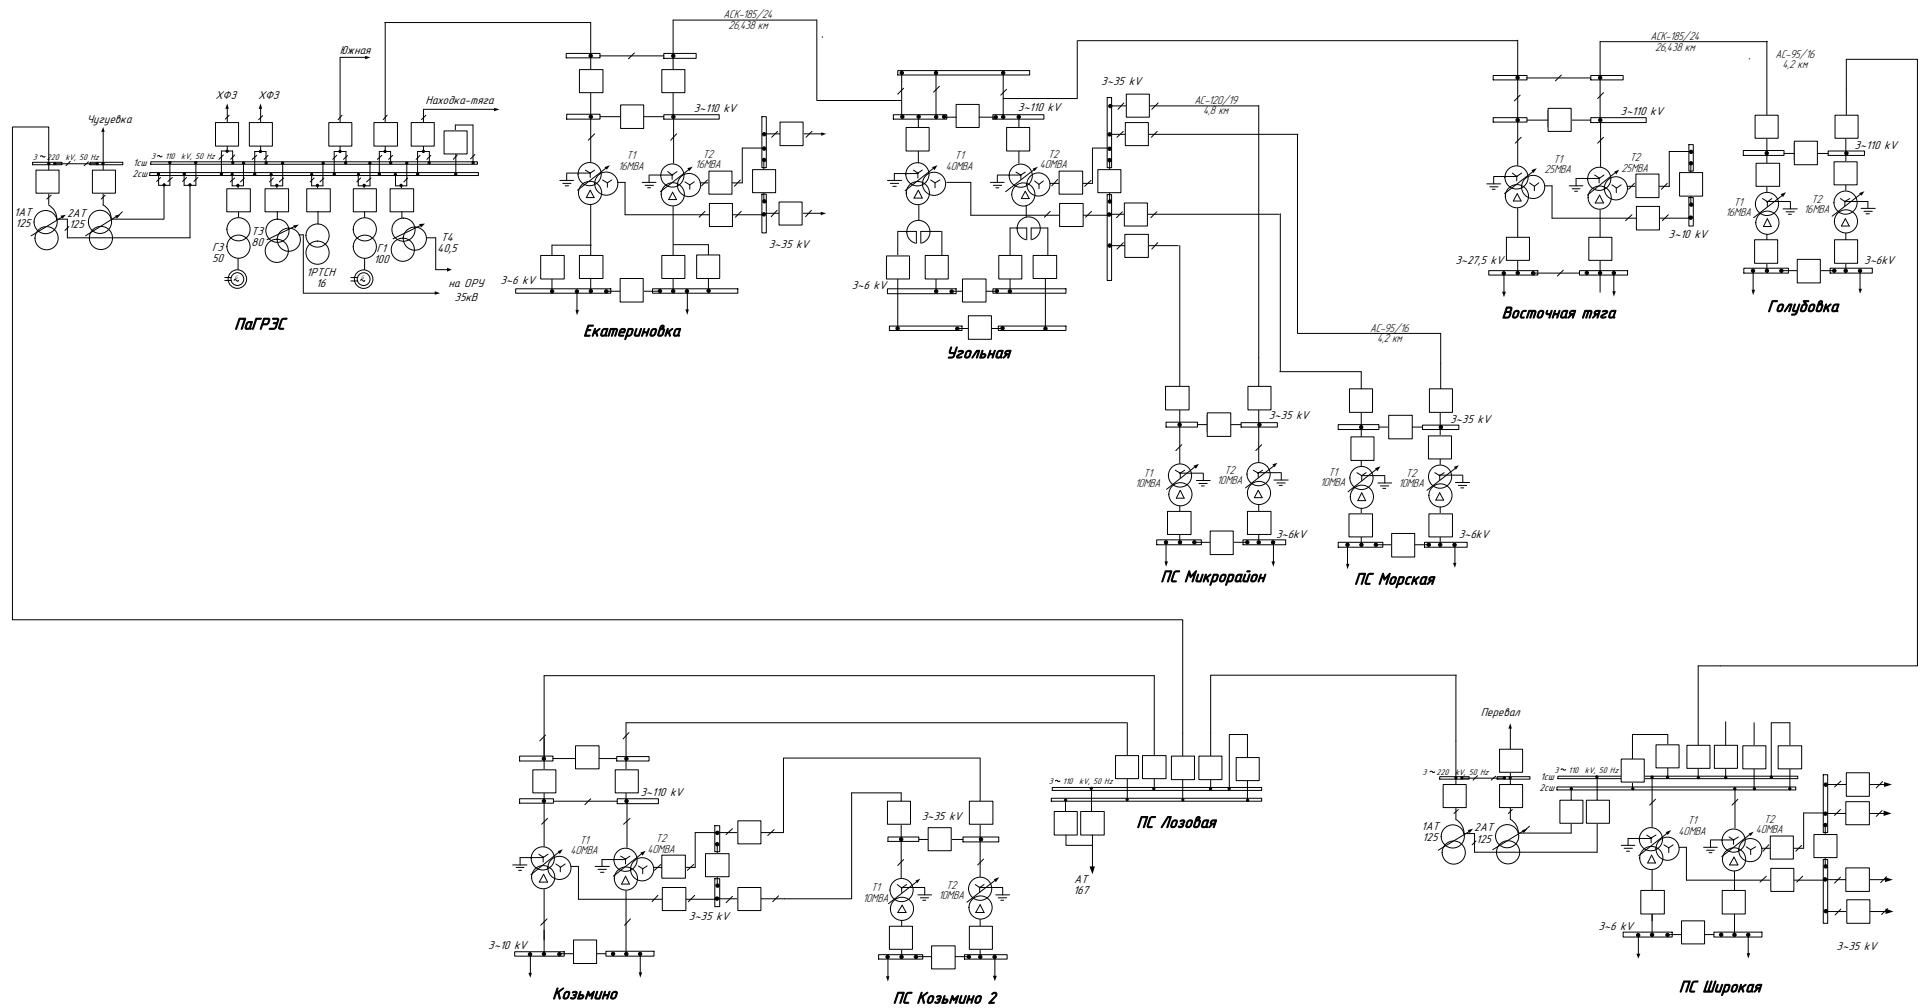 АСК-185/24
26,438 км
Южная
ХФЗ
ХФЗ
Находка-тяга
Чугуевка
3~220 kV, 50 Hz
3~ 110 kV, 50 Hz
1сш
2сш
1АТ
125
2АТ
125
Г3
50
Т3
80
1РТСН
16
Г1
100
Т4
40,5
на ОРУ
35кВ
ПаГРЭС
3~110 kV
Т1
16МВА
Т2
16МВА
3~35 kV
3~6 kV
Екатериновка
3~110 kV
Т1
40МВА
Т2
40МВА
3~35 kV
3~6 kV
Угольная
АС-120/19
4,8 км
АС-95/16
4,2 км
АСК-185/24
26,438 км
АС-95/16
4,2 км
3~110 kV
Т1
25МВА
Т2
25МВА
3~10 kV
3~27,5 kV
Восточная тяга
3~110 kV
Т1
16МВА
Т2
16МВА
3~6kV
Голубовка
3~35 kV
Т1
10МВА
Т2
10МВА
3~6kV
ПС Микрорайон
3~35 kV
Т1
10МВА
Т2
10МВА
3~6kV
ПС Морская
3~110 kV
Т1
40МВА
Т2
40МВА
3~35 kV
3~10 kV
Козьмино
3~35 kV
Т1
10МВА
Т2
10МВА
ПС Козьмино 2
3~ 110 kV, 50 Hz
АТ
167
ПС Лозовая
Перевал
3~220 kV, 50 Hz
3~ 110 kV, 50 Hz
1сш
2сш
1АТ
125
2АТ
125
Т1
40МВА
Т2
40МВА
3~6 kV
3~35 kV
ПС Широкая